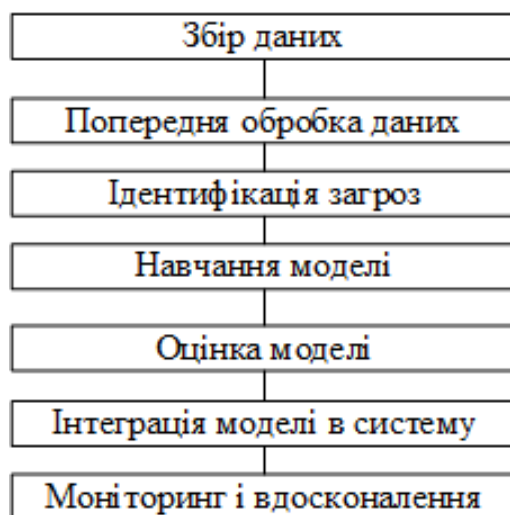 Збір даних
Попередня обробка даних
Ідентифікація загроз
Навчання моделі
Оцінка моделі
Інтеграція моделі в систему
Моніторинг і вдосконалення